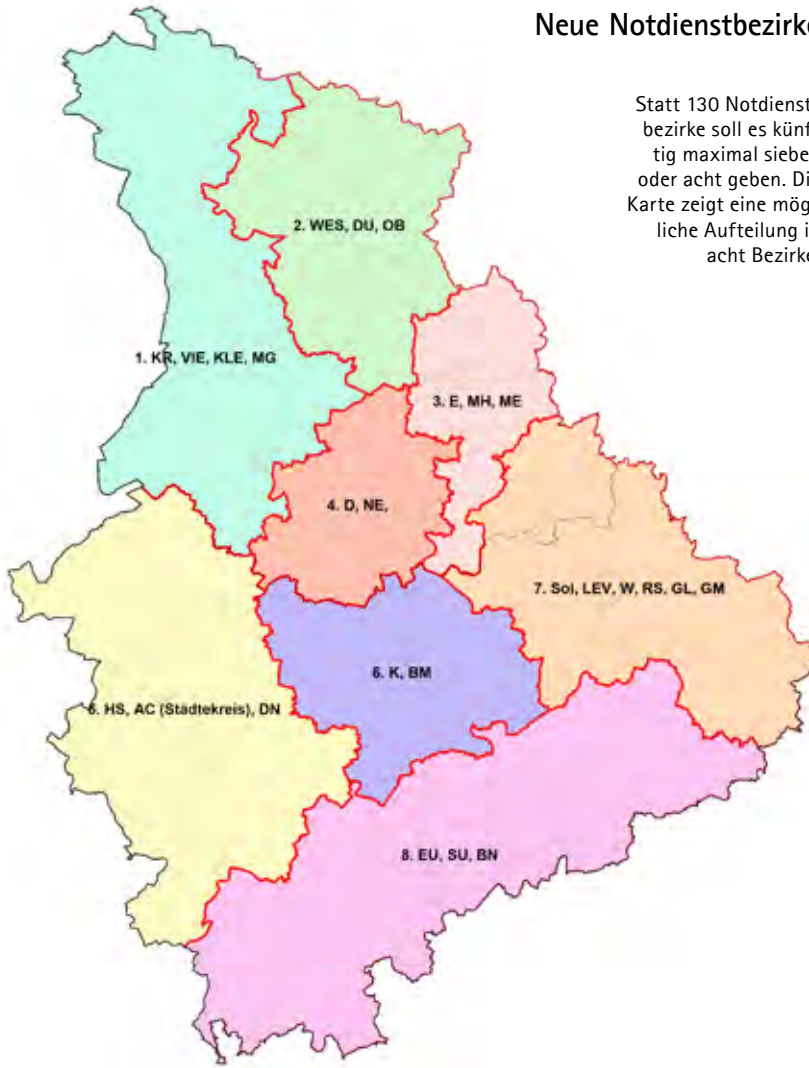 Neue Notdienstbezirke
Statt 130 Notdienst
bezirke soll es künf
tig maximal siebe
oder acht geben. Di
Karte zeigt eine mög
liche Aufteilung i
acht Bezirke
2. WES, DU, OB
1. KR, VIE, KLE, MG
3. E, MH, ME
4. D, NE,
7. Sol, LEV, W, RS, GL, GM
6. K, BM
HS, AC (Städtekreis), DN
8. EU, SU, BN